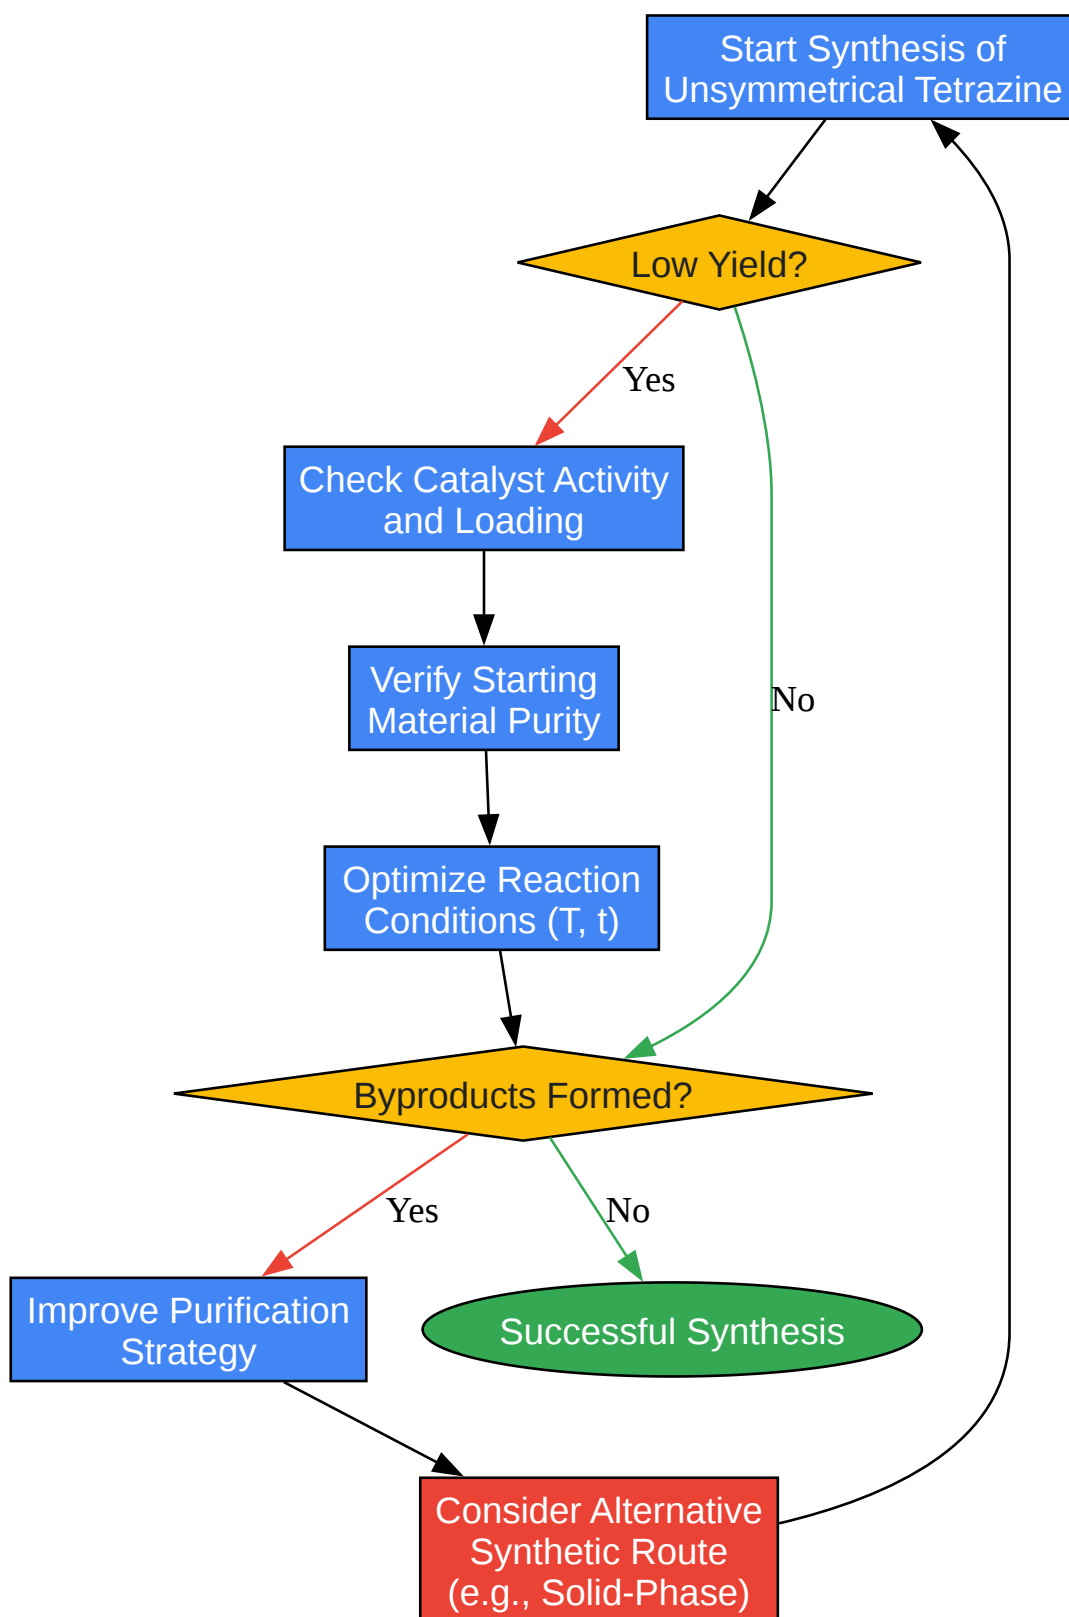 Start Synthesis of
Unsymmetrical Tetrazine
Low Yield?
Yes
Check Catalyst Activity
and Loading
Verify Starting
Material Purity
No
Optimize Reaction
Conditions (T, t)
Byproducts Formed?
Yes
No
Improve Purification
Strategy
Successful Synthesis
Consider Alternative
Synthetic Route
(e.g., Solid-Phase)